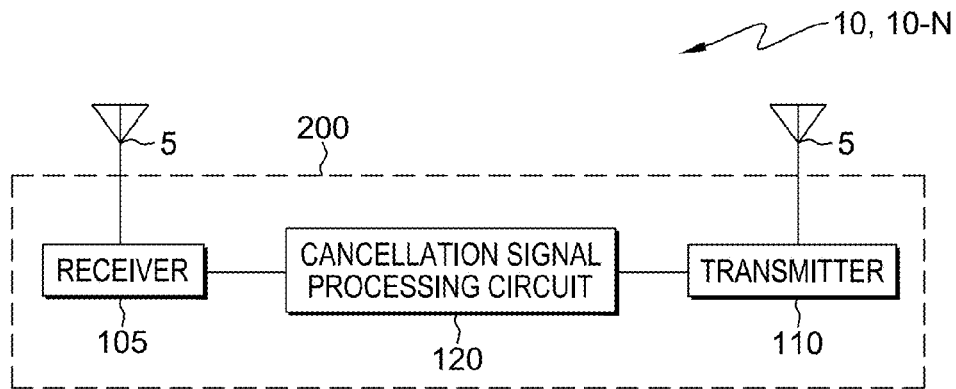 10, 10-N
5
200
5
RECEIVER
CANCELLATION SIGNAL
PROCESSING CIRCUIT
TRANSMITTER
105
120
110